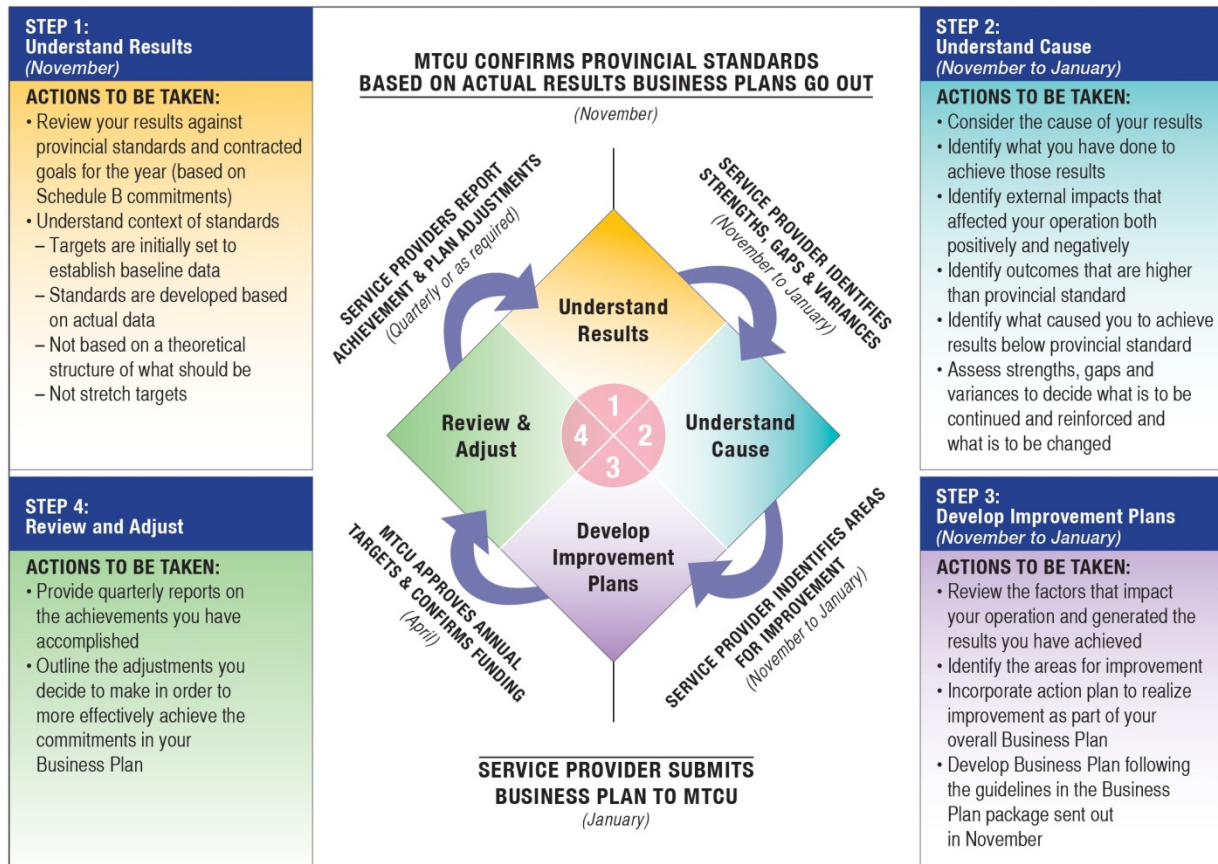 STEP 1:
Understand Results
(November)
ACTIONS TO BE TAKEN:
• Review your results against
provincial standards and contracted
goals for the year (based on
Schedule B commitments)
• Understand context of standards
– Targets are initially set to
establish baseline data
– Standards are developed based
on actual data
– Not based on a theoretical
structure of what should be
– Not stretch targets
MTCU CONFIRMS PROVINCIAL STANDARDS
BASED ON ACTUAL RESULTS BUSINESS PLANS GO OUT
(November)
SERVICE PROVIDERS REPORT
ACHIEVEMENT & PLAN ADJUSTMENTS
(Quarterly or as required)
SERVICE PROVIDER IDENTIFIES
STRENGTHS, GAPS & VARIANCES
(November to January)
Understand
Results
Review &
Adjust
1
4
2
3
Understand
Cause
Develop
Improvement
Plans
MTCU APPROVES ANNUAL
TARGETS & CONFIRMS FUNDING
(April)
SERVICE PROVIDER INDENTIFIES AREAS
FOR IMPROVEMENT
(November to January)
SERVICE PROVIDER SUBMITS
BUSINESS PLAN TO MTCU
(January)
STEP 2:
Understand Cause
(November to January)
ACTIONS TO BE TAKEN:
• Consider the cause of your results
• Identify what you have done to
achieve those results
• Identify external impacts that
affected your operation both
positively and negatively
• Identify outcomes that are higher
than provincial standard
• Identify what caused you to achieve
results below provincial standard
• Assess strengths, gaps and
variances to decide what is to be
continued and reinforced and
what is to be changed
STEP 4:
Review and Adjust
ACTIONS TO BE TAKEN:
• Provide quarterly reports on
the achievements you have
accomplished
• Outline the adjustments you
decide to make in order to
more effectively achieve the
commitments in your
Business Plan
STEP 3:
Develop Improvement Plans
(November to January)
ACTIONS TO BE TAKEN:
• Review the factors that impact
your operation and generated the
results you have achieved
• Identify the areas for improvement
• Incorporate action plan to realize
improvement as part of your
overall Business Plan
• Develop Business Plan following
the guidelines in the Business
Plan package sent out
in November